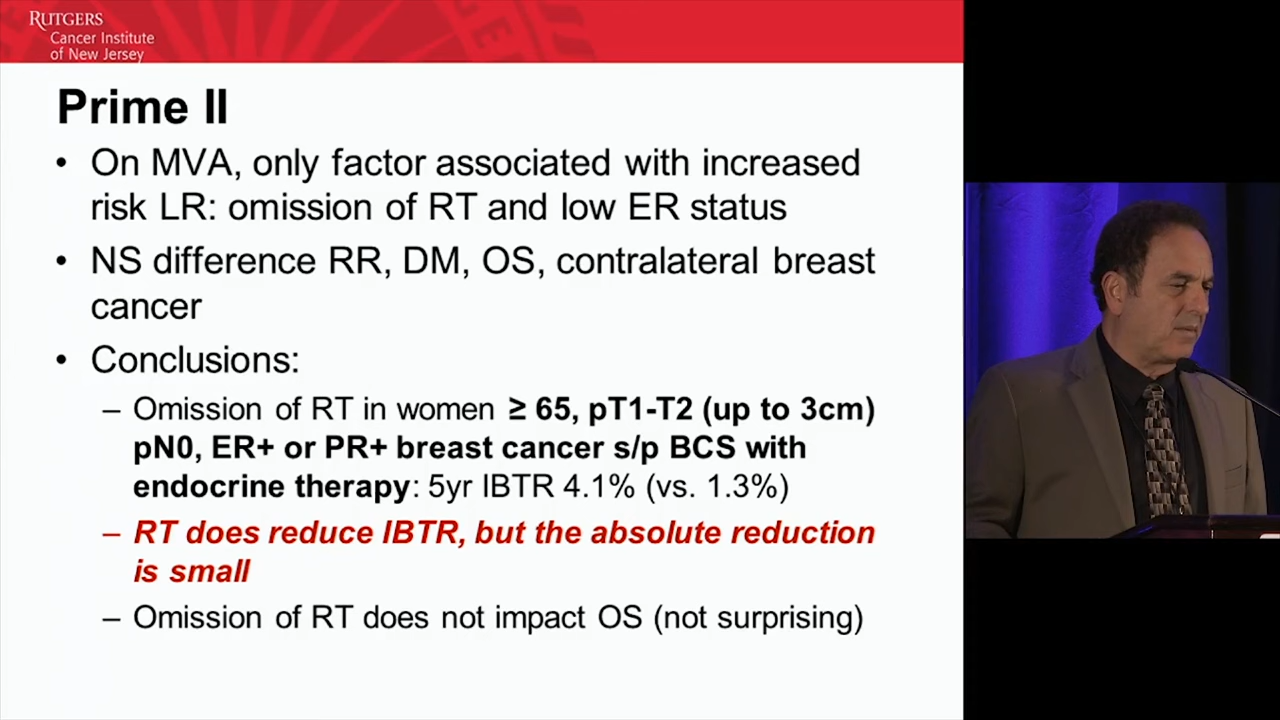 RUTGERS
Cancer Institute
of New Jersey
Prime II
• On MVA, only factor associated with increased
risk LR: omission of RT and low ER status
• NS difference RR, DM, OS, contralateral breast
cancer
• Conclusions:
– Omission of RT in women ≥ 65, pT1-T2 (up to 3cm)
pN0, ER+ or PR+ breast cancer s/p BCS with
endocrine therapy: 5yr IBTR 4.1% (vs. 1.3%)
– RT does reduce IBTR, but the absolute reduction
is small
– Omission of RT does not impact OS (not surprising)